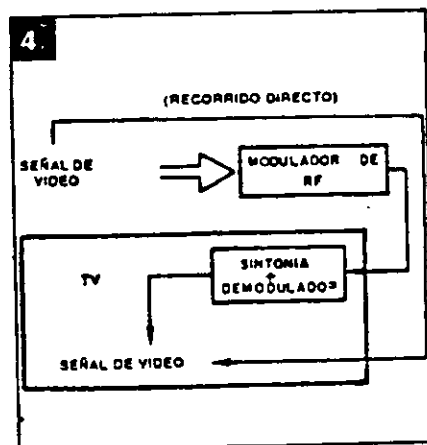 4.
(RECORRIDO DIRECTO)
SEÑAL DE
VIDEO
MODULADOR DE
RF
TV
SINTONIA
+
DEMODULADOR
SEÑAL DE VIDEO